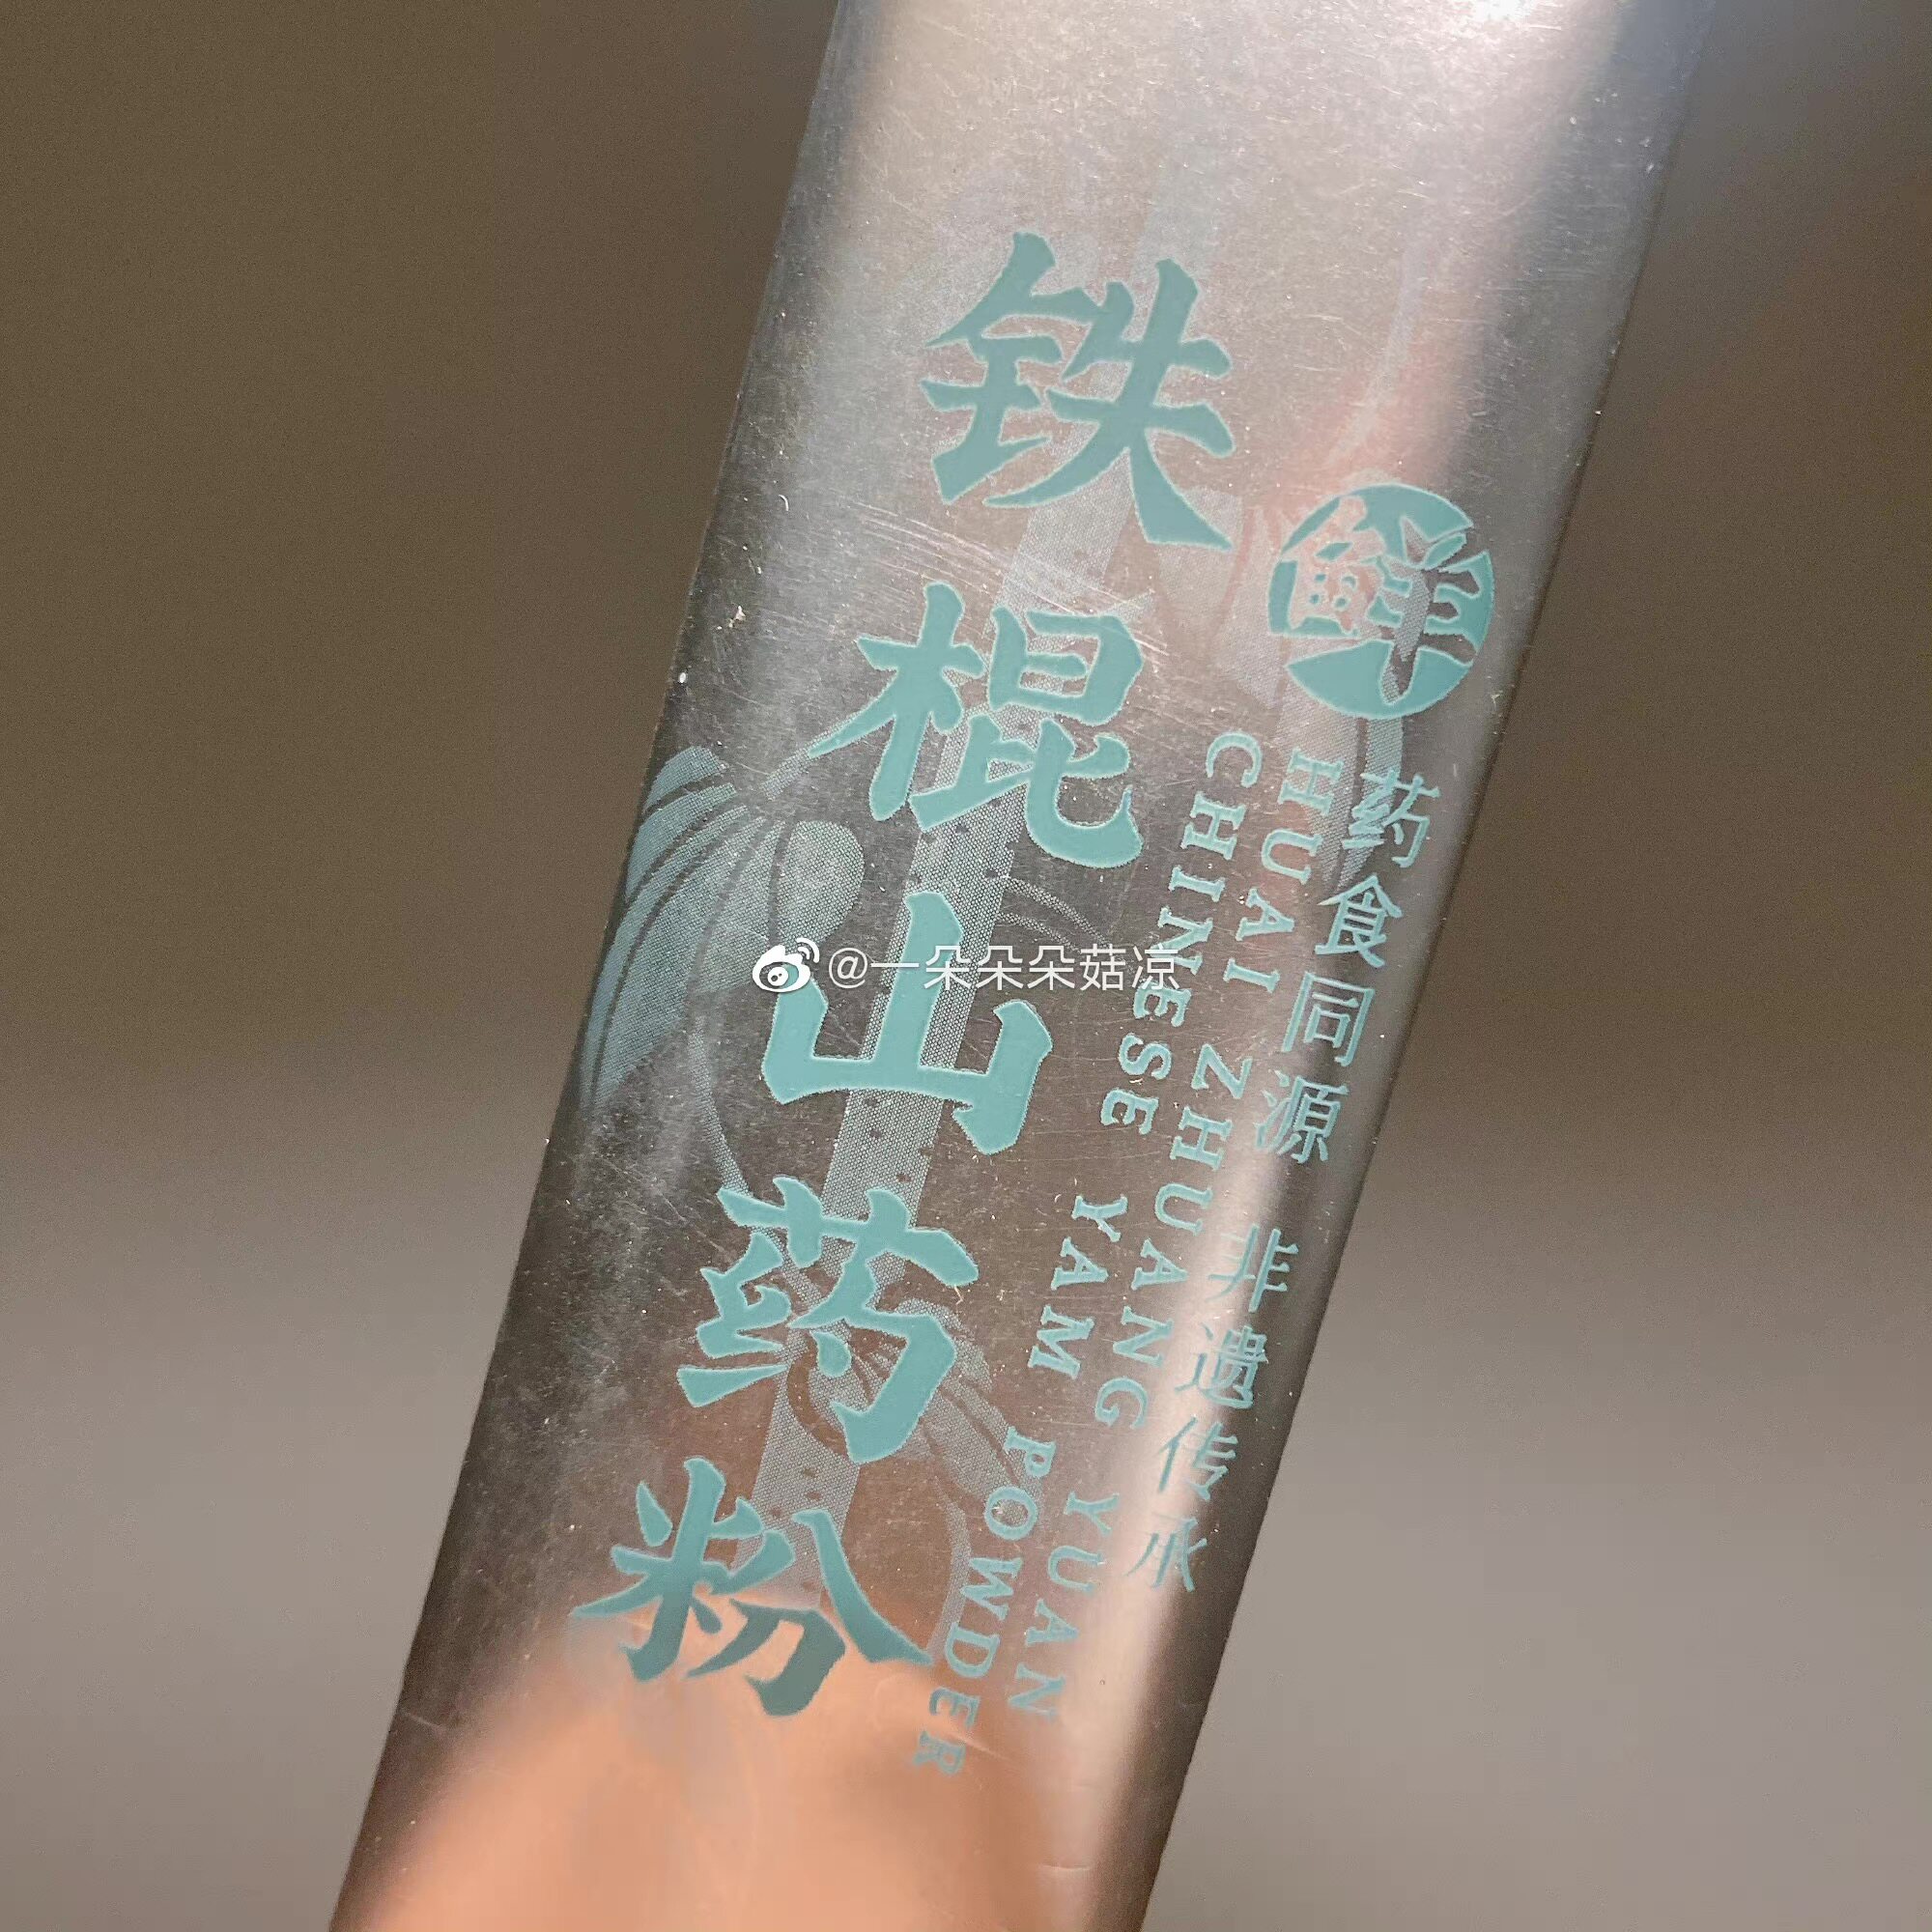 铁棍山药粉
鲜
药食同源 非遗传承
HUAI ZHUANG YUAN
CHINESE YAM POWDER
@一朵朵朵菇凉